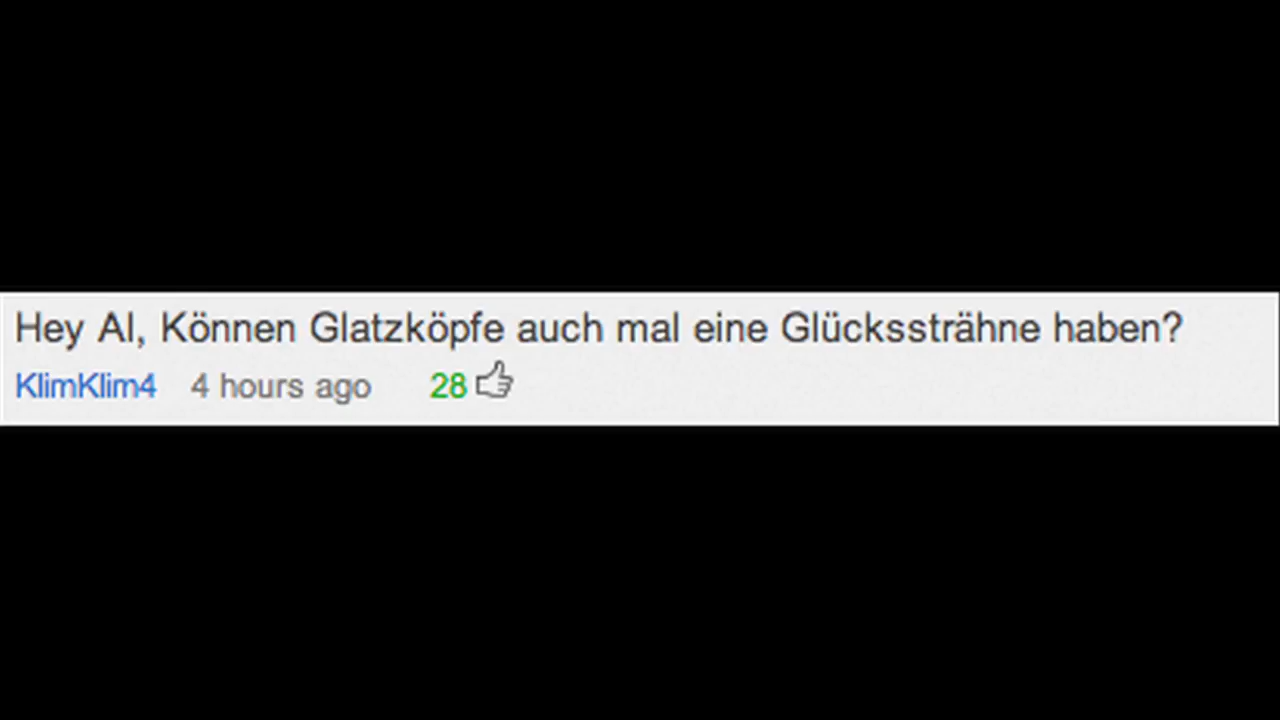 Hey Al, Können Glatzköpfe auch mal eine Glückssträhne haben?
KlimKlim4 4 hours ago 28